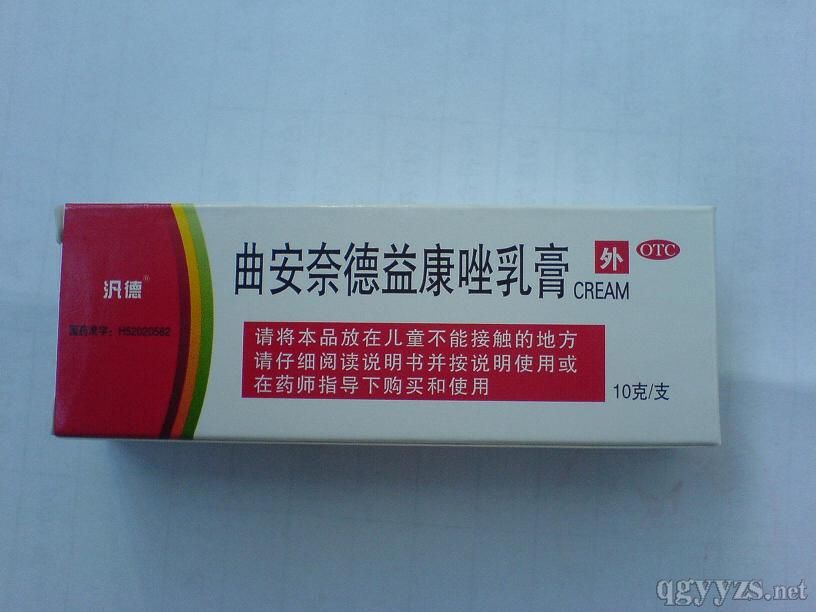 汎德®
国药准字：H52020582
曲安奈德益康唑乳膏
CREAM
外
OTC
请将本品放在儿童不能接触的地方
请仔细阅读说明书并按说明使用或
在药师指导下购买和使用
10克/支
qgyyzs.net